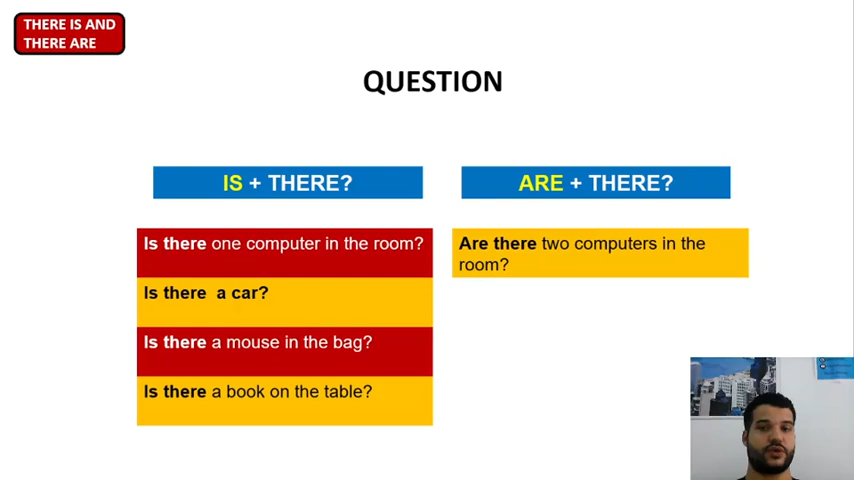 THERE IS AND
THERE ARE
QUESTION
IS + THERE?
ARE + THERE?
Is there one computer in the room?
Is there a car?
Is there a mouse in the bag?
Is there a book on the table?
Are there two computers in the
room?